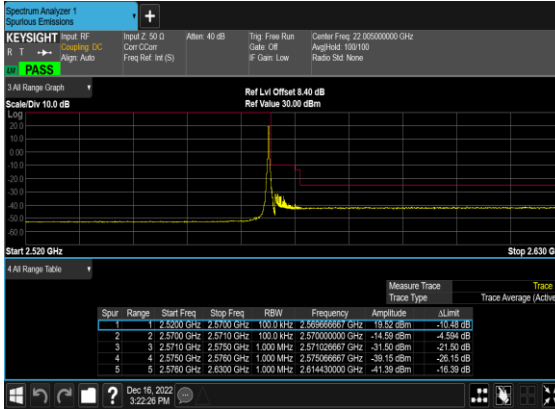 Spectrum Analyzer 1
Spurious Emissions
+
KEYSIGHT Input: RF Input Z: 50 Ω Atten: 40 dB Trig: Free Run Center Freq: 22.005000000 GHz
R T Coupling: DC Corr CCorr Gate: Off Avg|Hold: 100/100
Align: Auto Freq Ref: Int (S) IF Gain: Low Radio Std: None
PASS
3 All Range Graph
Ref Lvl Offset 8.40 dB
Scale/Div 10.0 dB Ref Value 30.00 dBm
Log
20.0
10.0
0.00
-10.0
-20.0
-30.0
-40.0
-50.0
-60.0
Start 2.520 GHz Stop 2.630 G
4 All Range Table
Measure Trace Trace
Trace Type Trace Average (Active
Spur Range Start Freq Stop Freq RBW Frequency Amplitude ΔLimit
1 1 2.5200 GHz 2.5700 GHz 100.0 kHz 2.569666667 GHz 19.52 dBm -10.48 dB
2 2 2.5700 GHz 2.5710 GHz 100.0 kHz 2.570000000 GHz -14.59 dBm -4.594 dB
3 3 2.5710 GHz 2.5750 GHz 1.000 MHz 2.571026667 GHz -31.50 dBm -21.50 dB
4 4 2.5750 GHz 2.5760 GHz 1.000 MHz 2.575066667 GHz -39.15 dBm -26.15 dB
5 5 2.5760 GHz 2.6300 GHz 1.000 MHz 2.614430000 GHz -41.39 dBm -16.39 dB
?
Dec 16, 2022
3:22:26 PM